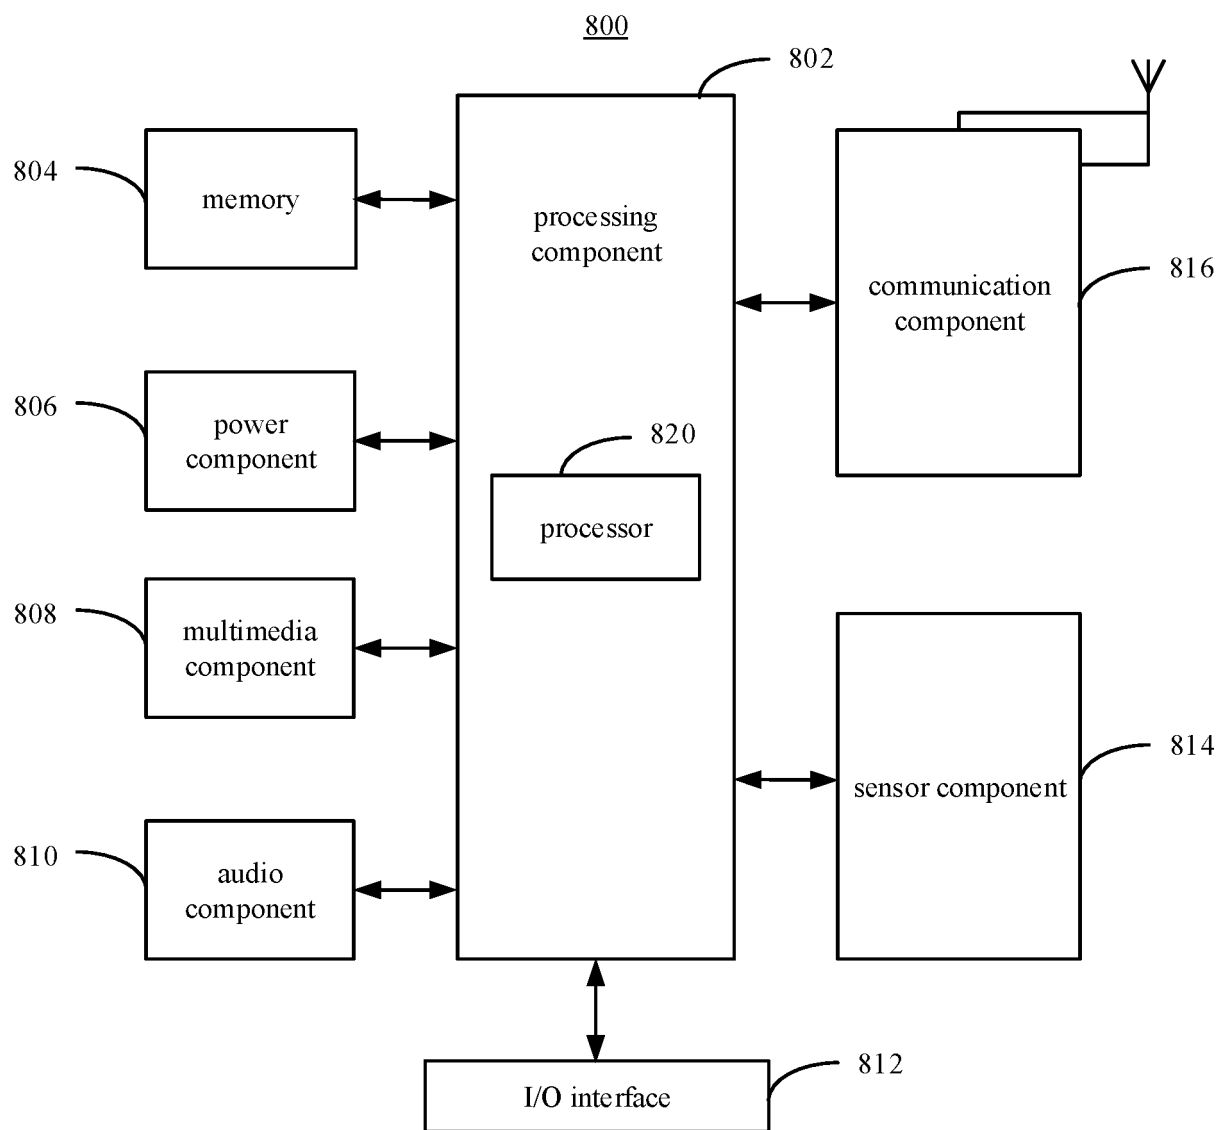 800
802
804
memory
processing
component
communication
component
816
806
power
component
820
processor
808
multimedia
component
814
sensor component
810
audio
component
812
I/O interface